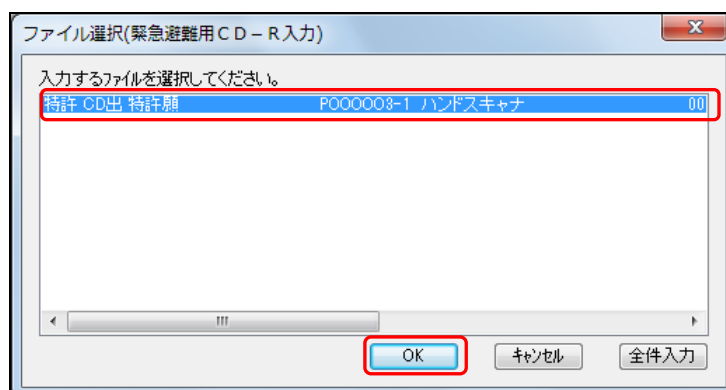 ファイル選択(緊急避難用ＣＤ－Ｒ入力)
入力するﾌｧｲﾙを選択してください。
特許 CD出 特許願 P000003-1 ハンドスキャナ 00
OK ｷｬﾝｾﾙ 全件入力